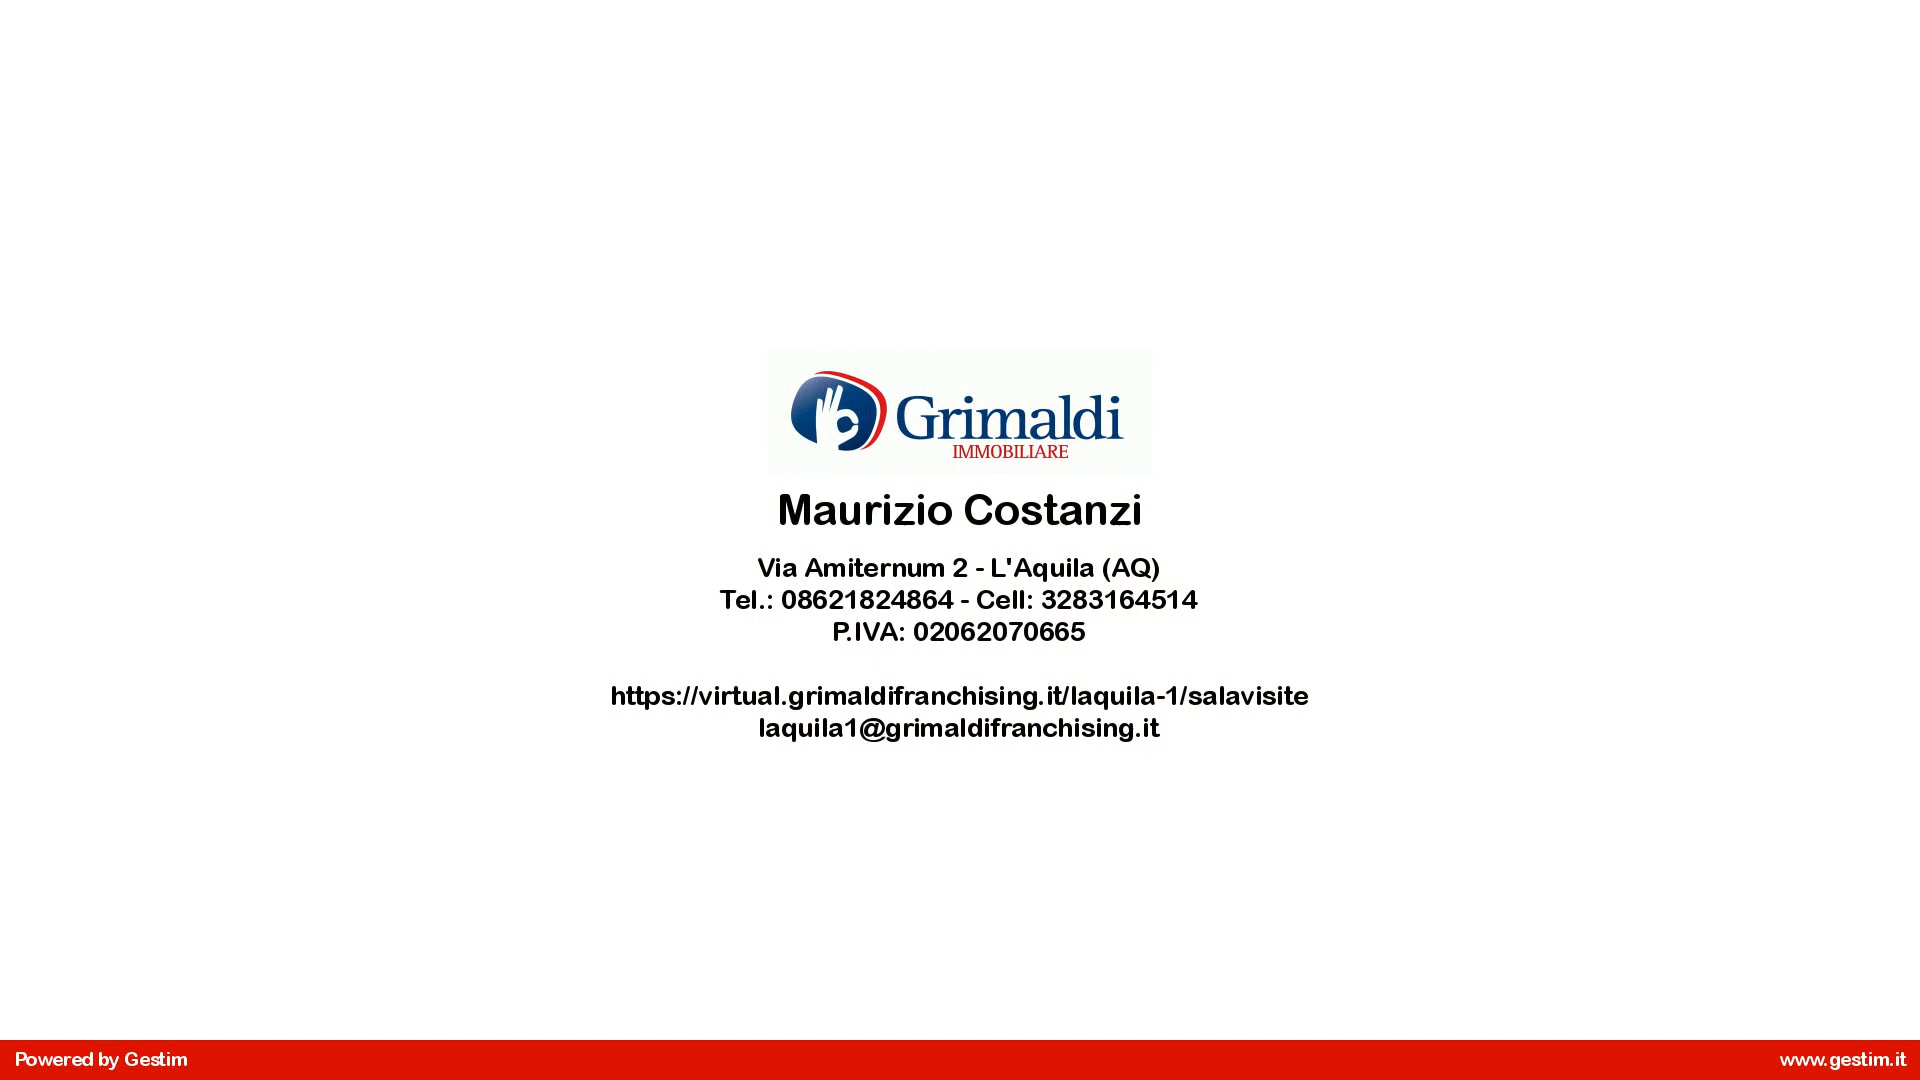 Grimaldi
IMMOBILIARE
Maurizio Costanzi
Via Amiternum 2 - L'Aquila (AQ)
Tel.: 08621824864 - Cell: 3283164514
P.IVA: 02062070665
https://virtual.grimaldifranchising.it/laquila-1/salavisite
laquila1@grimaldifranchising.it
Powered by Gestim
www.gestim.it